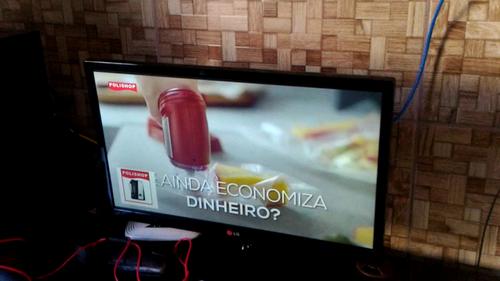 POLISHOP
POLISHOP
E AINDA ECONOMIZA
DINHEIRO?
LG